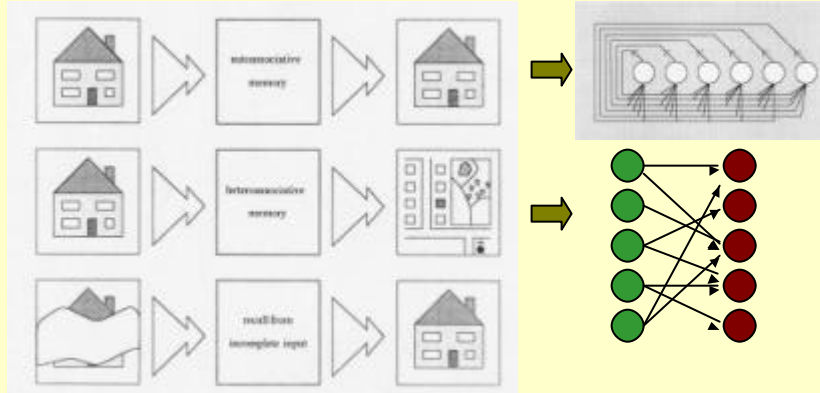 autoassociative
memory
heteroassociative
memory
recall from
incomplete input